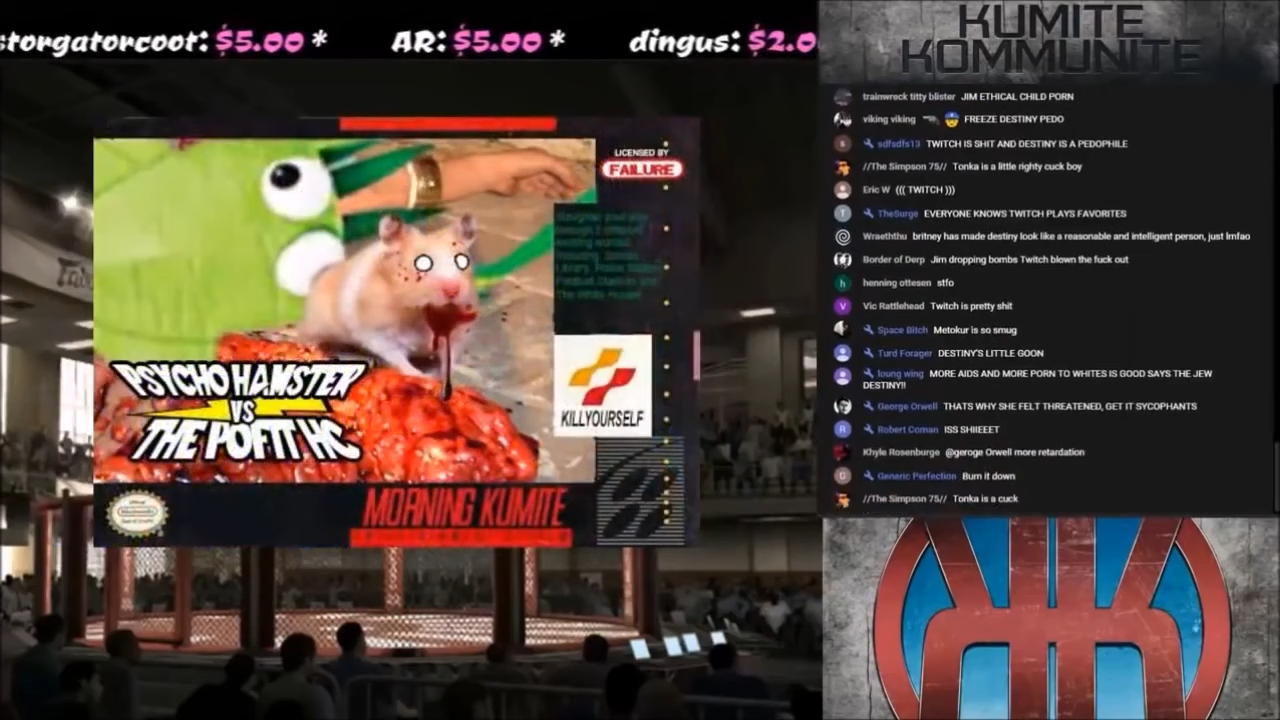 storgatorcoot: $5.00 * AR: $5.00 * dingus: $2.0
KUMITE
KOMMUNITE
trainwreck titty blister JIM ETHICAL CHILD PORN
viking viking FREEZE DESTINY PEDO
sdfsdfs13 TWITCH IS SHIT AND DESTINY IS A PEDOPHILE
//The Simpson 75// Tonka is a little righty cuck boy
Eric W ((( TWITCH )))
TheSurge EVERYONE KNOWS TWITCH PLAYS FAVORITES
Wraeththu britney has made destiny look like a reasonable and intelligent person, just lmfao
Border of Derp Jim dropping bombs Twitch blown the fuck out
henning ottesen stfo
Vic Rattlehead Twitch is pretty shit
Space Bitch Metokur is so smug
Turd Forager DESTINY'S LITTLE GOON
loung wing MORE AIDS AND MORE PORN TO WHITES IS GOOD SAYS THE JEW
DESTINY!!
George Orwell THATS WHY SHE FELT THREATENED, GET IT SYCOPHANTS
Robert Coman ISS SHIIEEET
Khyle Rosenburge @geroge Orwell more retardation
Generic Perfection Burn it down
//The Simpson 75// Tonka is a cuck
LICENSED BY
FAILURE
PSYCHO HAMSTER
VS
THE POFIT HC
KILLYOURSELF
Nintendo
MORNING KUMITE